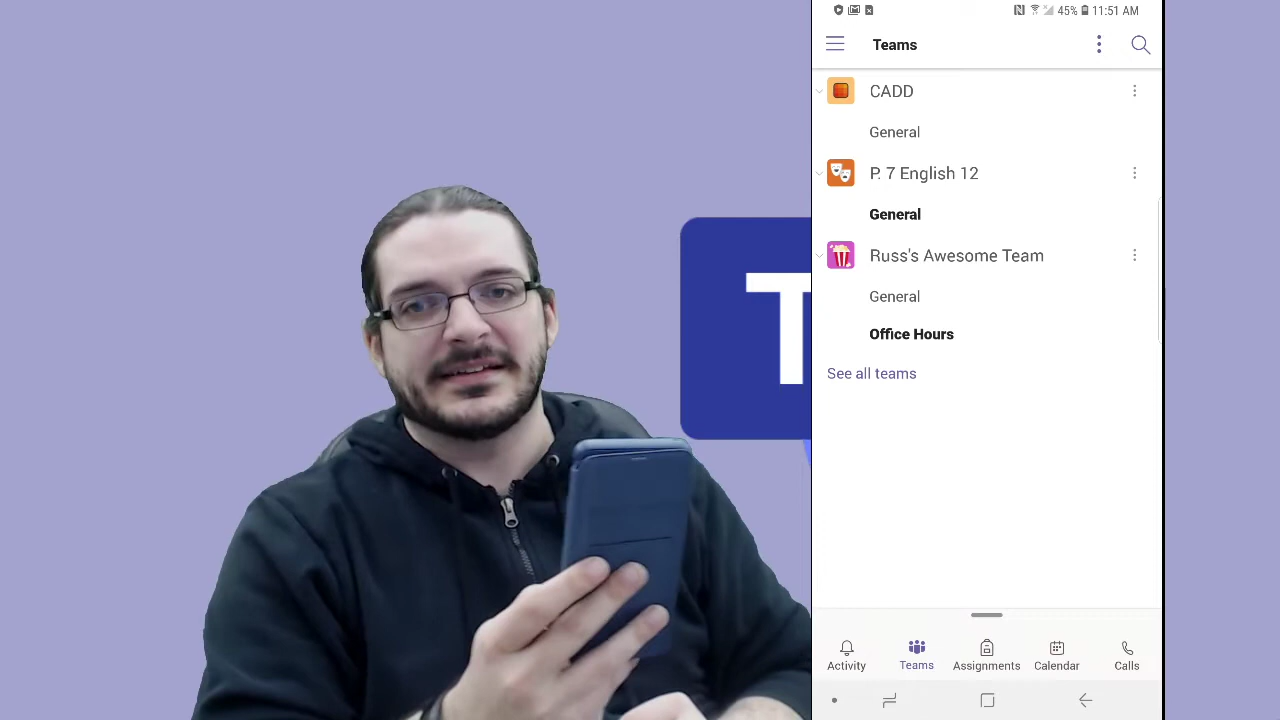 45% 11:51 AM
Teams
CADD
General
P. 7 English 12
General
Russ's Awesome Team
General
Office Hours
See all teams
Activity
Teams
Assignments
Calendar
Calls
T